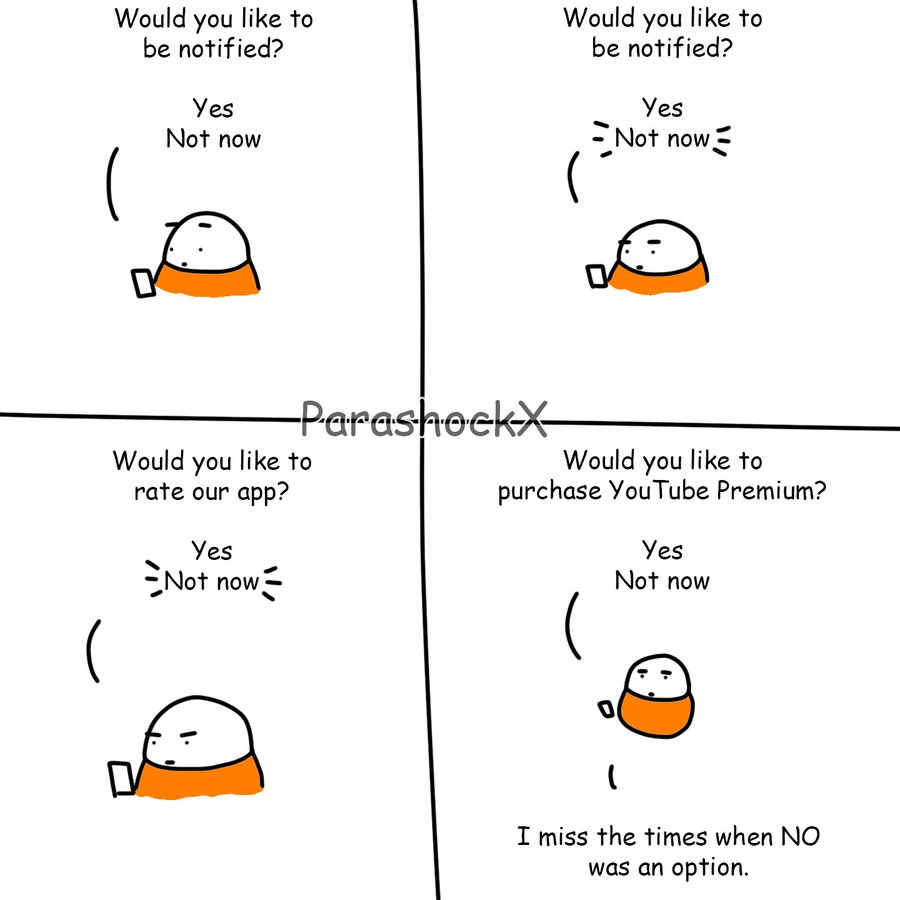 Would you like to
be notified?
Yes
Not now
Would you like to
be notified?
Yes
Not now
ParashockX
Would you like to
rate our app?
Yes
Not now
Would you like to
purchase YouTube Premium?
Yes
Not now
I miss the times when NO
was an option.